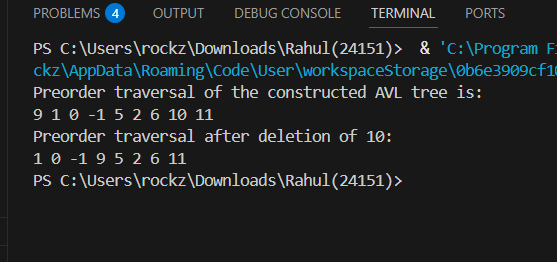 PROBLEMS 4 OUTPUT DEBUG CONSOLE TERMINAL PORTS
PS C:\Users\rockz\Downloads\Rahul(24151)> & 'C:\Program Fi
ckz\AppData\Roaming\Code\User\workspaceStorage\0b6e3909cf10
Preorder traversal of the constructed AVL tree is:
9 1 0 -1 5 2 6 10 11
Preorder traversal after deletion of 10:
1 0 -1 9 5 2 6 11
PS C:\Users\rockz\Downloads\Rahul(24151)>